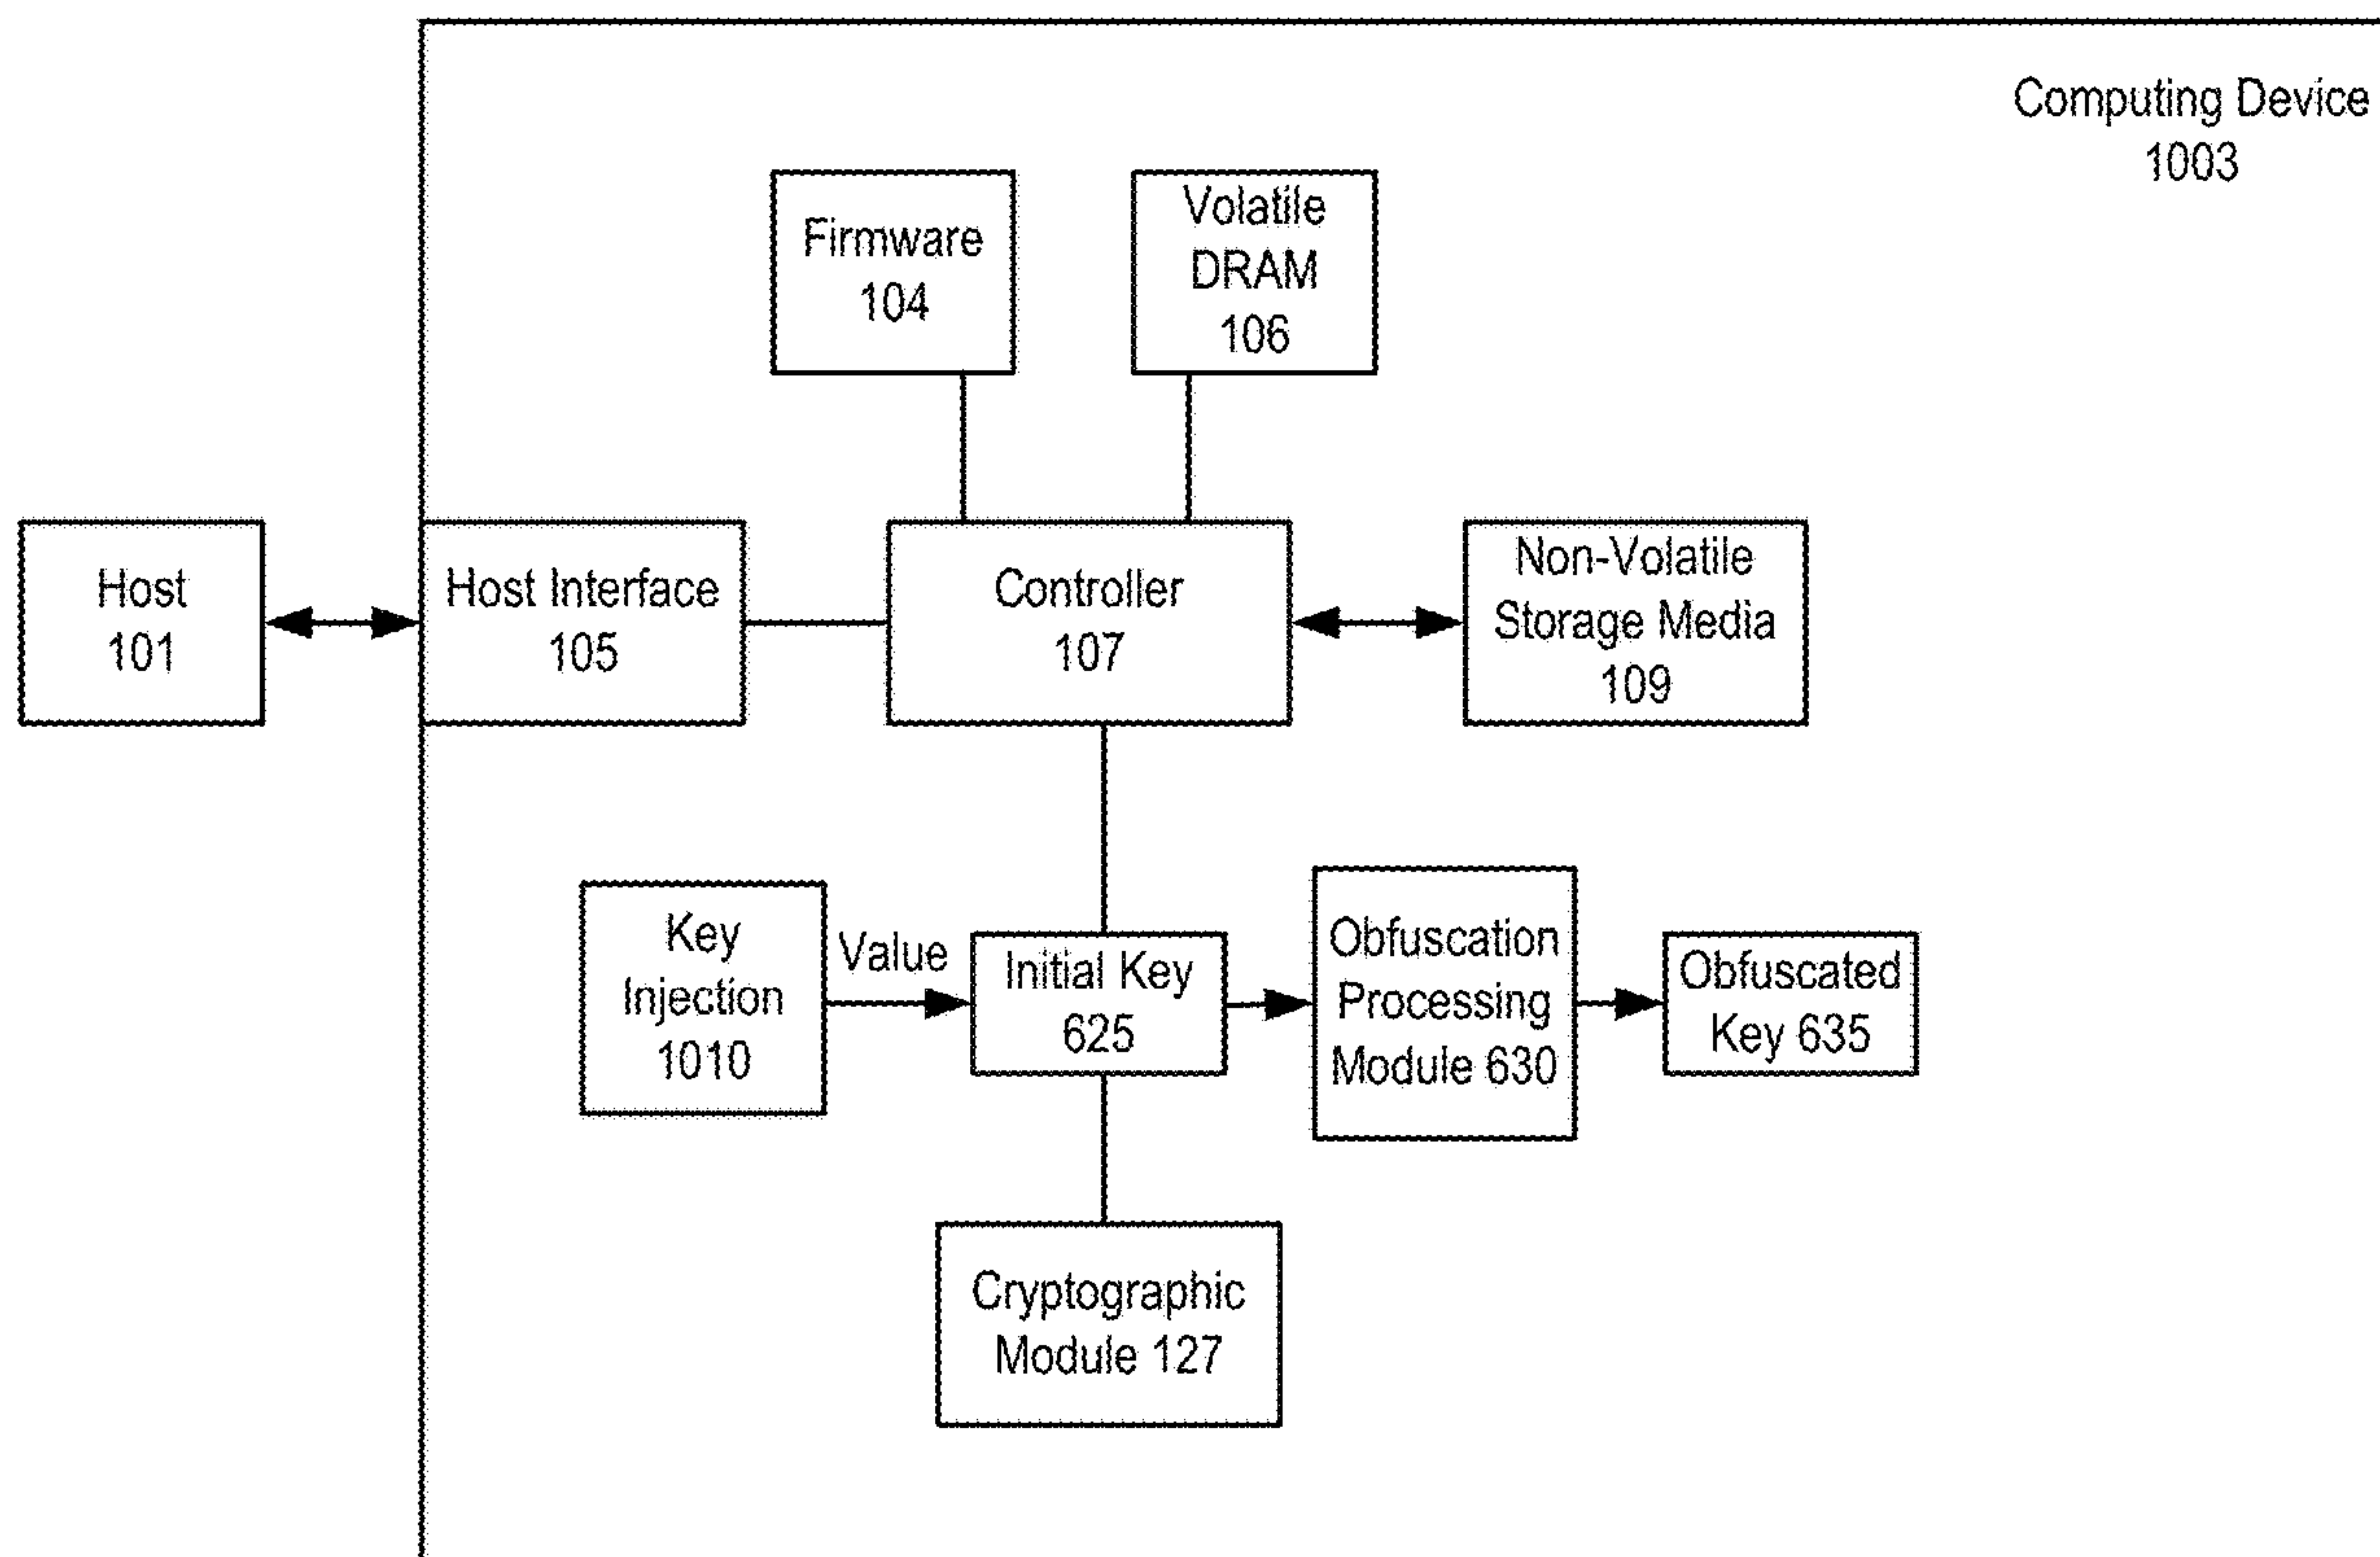 Computing Device
1003
Firmware
104
Volatile
DRAM
106
Host
101
Host Interface
105
Controller
107
Non-Volatile
Storage Media
109
Key
Injection
1010
Value
Initial Key
625
Obfuscation
Processing
Module 630
Obfuscated
Key 635
Cryptographic
Module 127